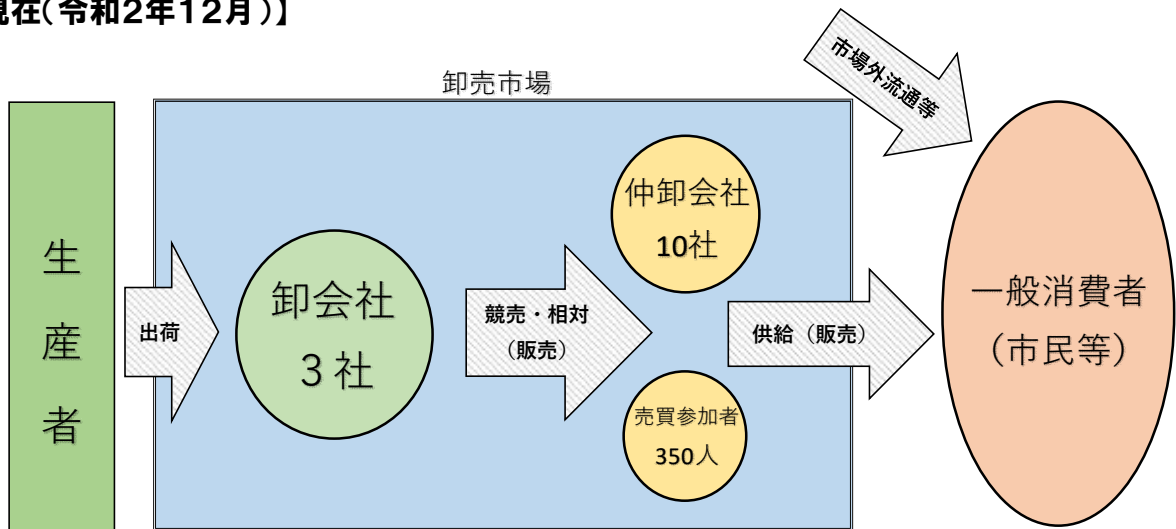 現在(令和2年12月)】
卸売市場
市場外流通等
生
産
者
出荷
卸会社
3社
競売・相対
(販売)
仲卸会社
10社
売買参加者
350人
供給(販売)
一般消費者
(市民等)